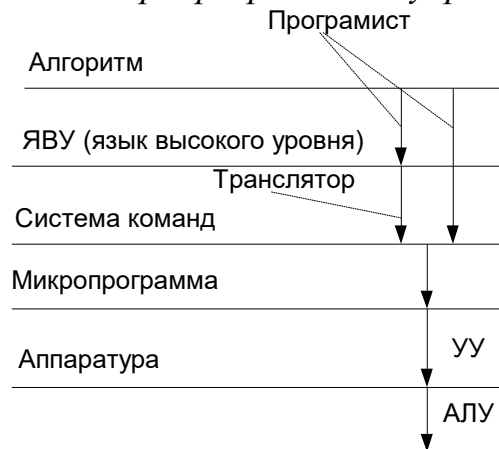 Програмист
Алгоритм
ЯВУ (язык высокого уровня)
Транслятор
Система команд
Микропрограмма
Аппаратура
УУ
АЛУ